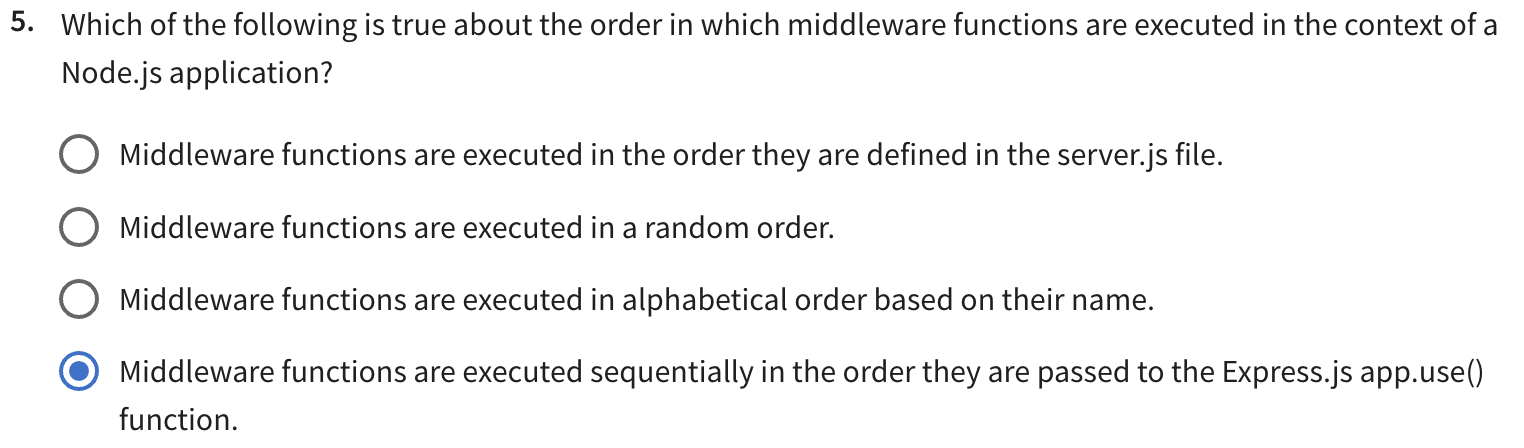 5. Which of the following is true about the order in which middleware functions are executed in the context of a
Node.js application?
Middleware functions are executed in the order they are defined in the server.js file.
Middleware functions are executed in a random order.
Middleware functions are executed in alphabetical order based on their name.
Middleware functions are executed sequentially in the order they are passed to the Express.js app.use()
function.